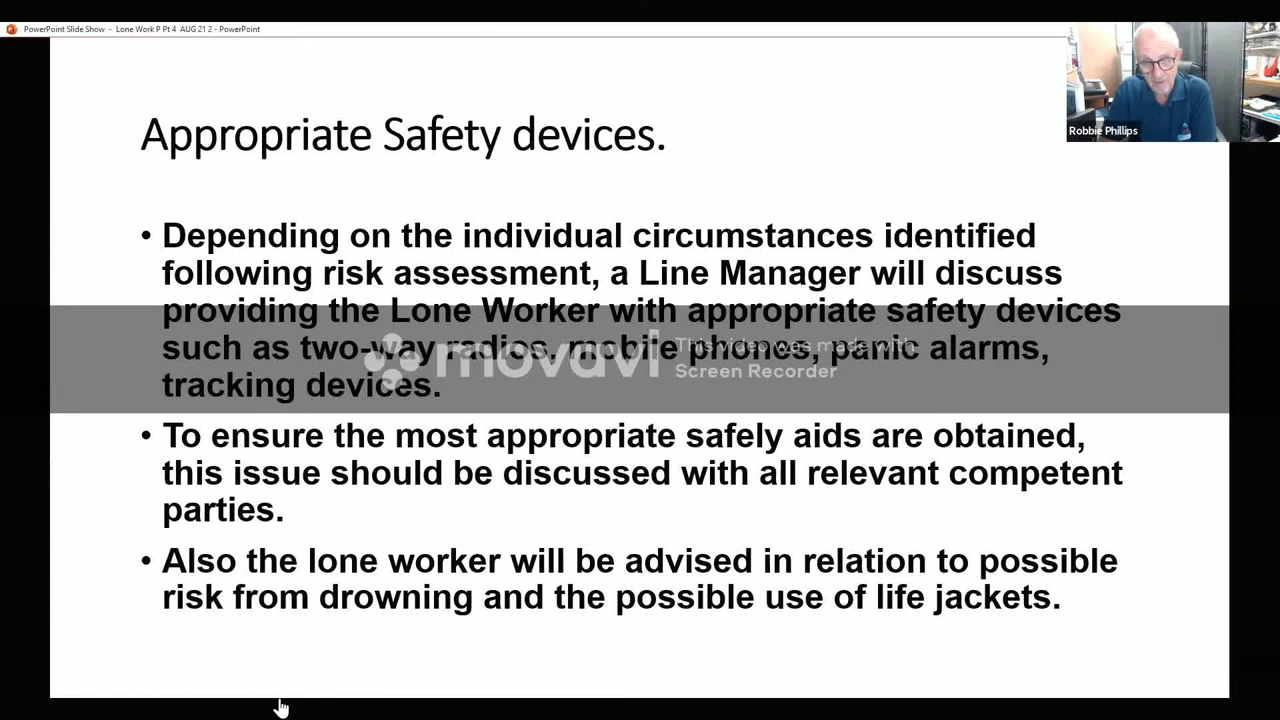 PowerPoint Slide Show - Lone Work P Pt 4 AUG 21 2 - PowerPoint
Robbie Phillips
Appropriate Safety devices.
• Depending on the individual circumstances identified
following risk assessment, a Line Manager will discuss
providing the Lone Worker with appropriate safety devices
such as two-way radios, mobile phones, panic alarms,
tracking devices.
movavi
This video was made with
Screen Recorder
• To ensure the most appropriate safely aids are obtained,
this issue should be discussed with all relevant competent
parties.
• Also the lone worker will be advised in relation to possible
risk from drowning and the possible use of life jackets.